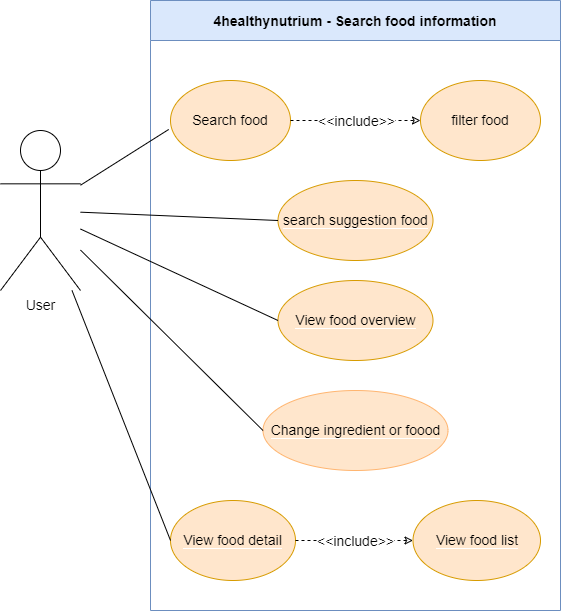 4healthynutrium - Search food information
Search food
<<include>>
filter food
search suggestion food
User
View food overview
Change ingredient or foood
View food detail
<<include>>
View food list